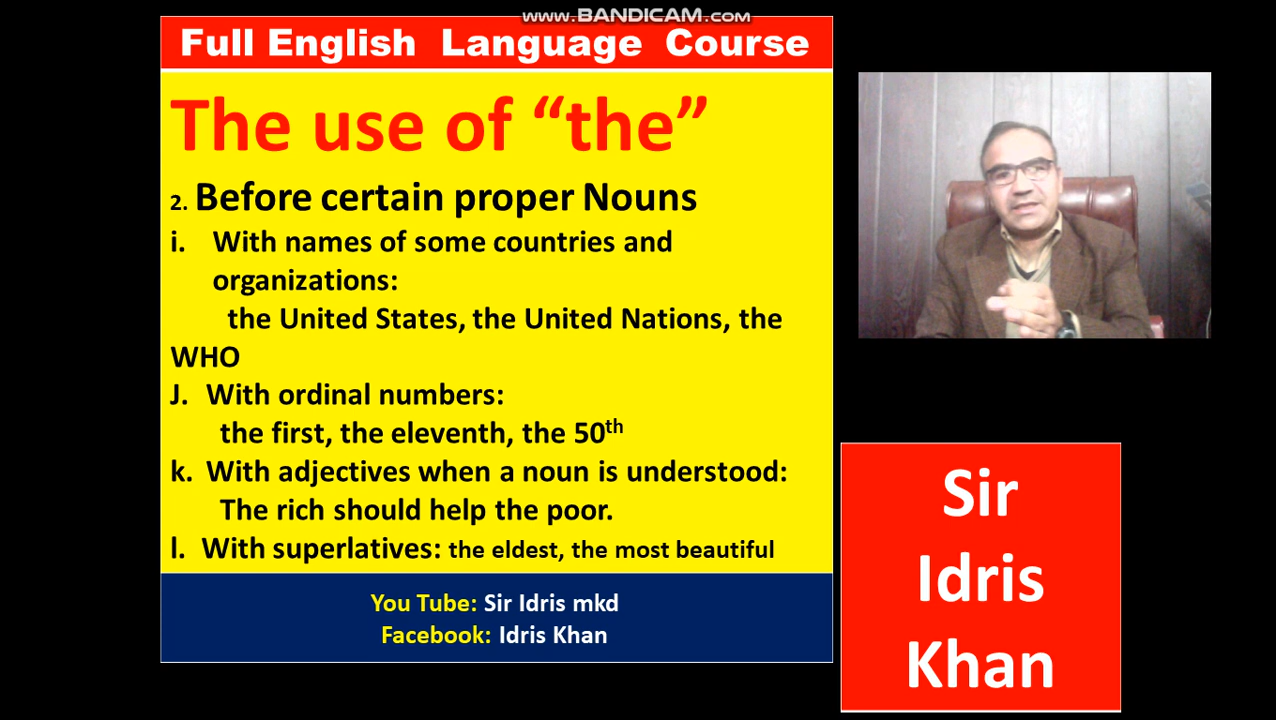 www.BANDICAM.com
Full English Language Course
The use of “the”
2. Before certain proper Nouns
i. With names of some countries and
organizations:
the United States, the United Nations, the
WHO
J. With ordinal numbers:
the first, the eleventh, the 50th
k. With adjectives when a noun is understood:
The rich should help the poor.
l. With superlatives: the eldest, the most beautiful
You Tube: Sir Idris mkd
Facebook: Idris Khan
Sir
Idris
Khan